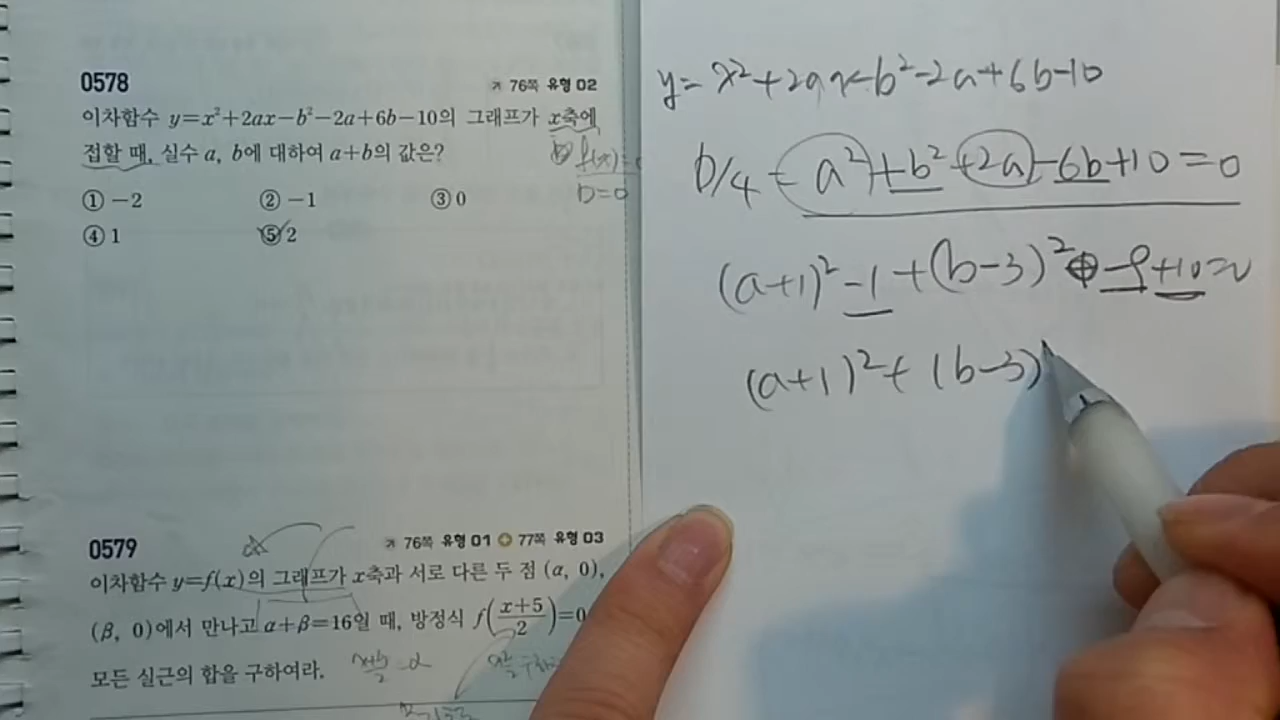 0578
↗ 76쪽 유형 02
이차함수 y=x²+2ax-b²-2a+6b-10의 그래프가 x축에
접할 때, 실수 a, b에 대하여 a+b의 값은?
D=0
① -2 ② -1 ③ 0
④ 1 ⑤ 2
0579
↗ 76쪽 유형 01 + 77쪽 유형 03
이차함수 y=f(x)의 그래프가 x축과 서로 다른 두 점 (α, 0),
(β, 0)에서 만나고 α+β=16일 때, 방정식 f((x+5)/2)=0
모든 실근의 합을 구하여라.
y= x²+2ax-b²-2a+6b-10
D/4 = a²+b²+2a-6b+10=0
(a+1)²-1+(b-3)²-9+10=0
(a+1)²+(b-3)